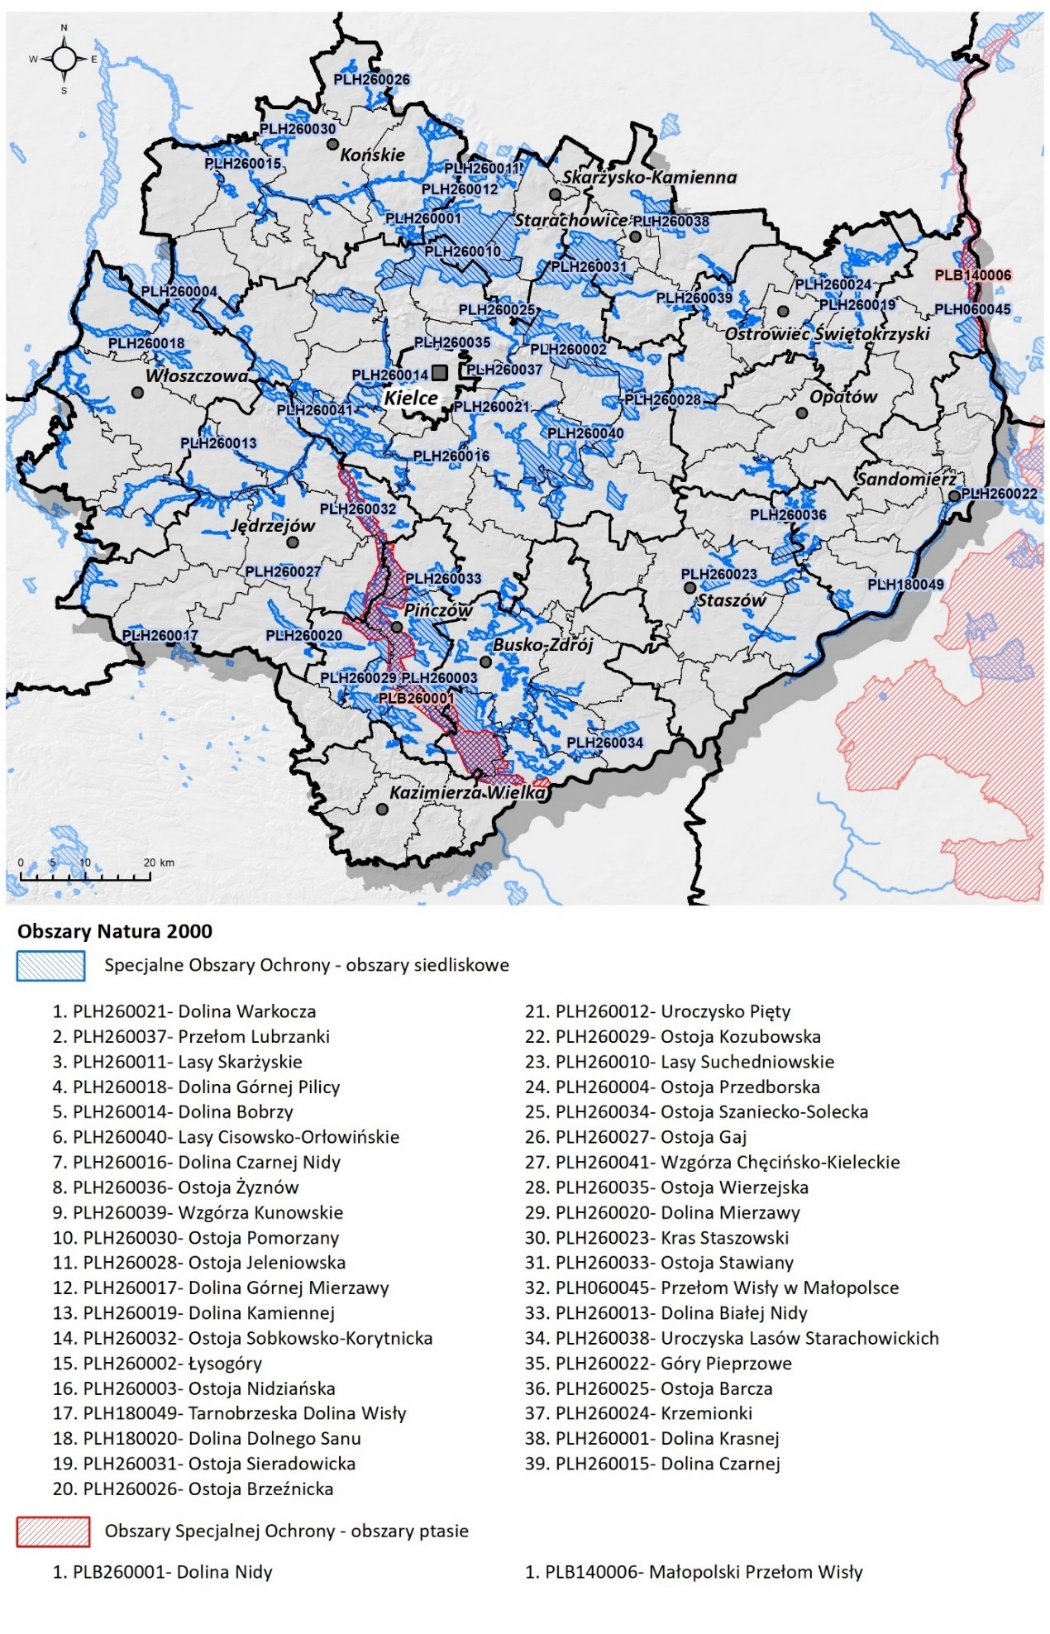 N
W E
S
PLH260026
PLH260030
Końskie
PLH260015
PLH260011
Skarżysko-Kamienna
PLH260012
PLH260001
Starachowice
PLH260038
PLH260010
PLH260031
PLB140006
PLH260024
PLH260004
PLH260039
PLH260019
PLH260025
PLH060045
Ostrowiec Świętokrzyski
PLH260018
PLH260035
PLH260002
Włoszczowa
PLH260014
PLH260037
Kielce
Opatów
PLH260041
PLH260021
PLH260028
PLH260013
PLH260040
PLH260016
Sandomierz
PLH260022
PLH260032
PLH260036
Jędrzejów
PLH260027
PLH260033
PLH260023
PLH180049
Staszów
Pińczów
PLH260017
PLH260020
Busko-Zdrój
PLH260029
PLH260003
PLB260001
PLH260034
Kazimierza Wielka
0 5 10 20 km
Obszary Natura 2000
Specjalne Obszary Ochrony - obszary siedliskowe
1. PLH260021- Dolina Warkocza
2. PLH260037- Przełom Lubrzanki
3. PLH260011- Lasy Skarżyskie
4. PLH260018- Dolina Górnej Pilicy
5. PLH260014- Dolina Bobrzy
6. PLH260040- Lasy Cisowsko-Orłowińskie
7. PLH260016- Dolina Czarnej Nidy
8. PLH260036- Ostoja Żyznów
9. PLH260039- Wzgórza Kunowskie
10. PLH260030- Ostoja Pomorzany
11. PLH260028- Ostoja Jeleniowska
12. PLH260017- Dolina Górnej Mierzawy
13. PLH260019- Dolina Kamiennej
14. PLH260032- Ostoja Sobkowsko-Korytnicka
15. PLH260002- Łysogóry
16. PLH260003- Ostoja Nidziańska
17. PLH180049- Tarnobrzeska Dolina Wisły
18. PLH180020- Dolina Dolnego Sanu
19. PLH260031- Ostoja Sieradowicka
20. PLH260026- Ostoja Brzeźnicka
21. PLH260012- Uroczysko Pięty
22. PLH260029- Ostoja Kozubowska
23. PLH260010- Lasy Suchedniowskie
24. PLH260004- Ostoja Przedborska
25. PLH260034- Ostoja Szaniecko-Solecka
26. PLH260027- Ostoja Gaj
27. PLH260041- Wzgórza Chęcińsko-Kieleckie
28. PLH260035- Ostoja Wierzejska
29. PLH260020- Dolina Mierzawy
30. PLH260023- Kras Staszowski
31. PLH260033- Ostoja Stawiany
32. PLH060045- Przełom Wisły w Małopolsce
33. PLH260013- Dolina Białej Nidy
34. PLH260038- Uroczyska Lasów Starachowickich
35. PLH260022- Góry Pieprzowe
36. PLH260025- Ostoja Barcza
37. PLH260024- Krzemionki
38. PLH260001- Dolina Krasnej
39. PLH260015- Dolina Czarnej
Obszary Specjalnej Ochrony - obszary ptasie
1. PLB260001- Dolina Nidy
1. PLB140006- Małopolski Przełom Wisły